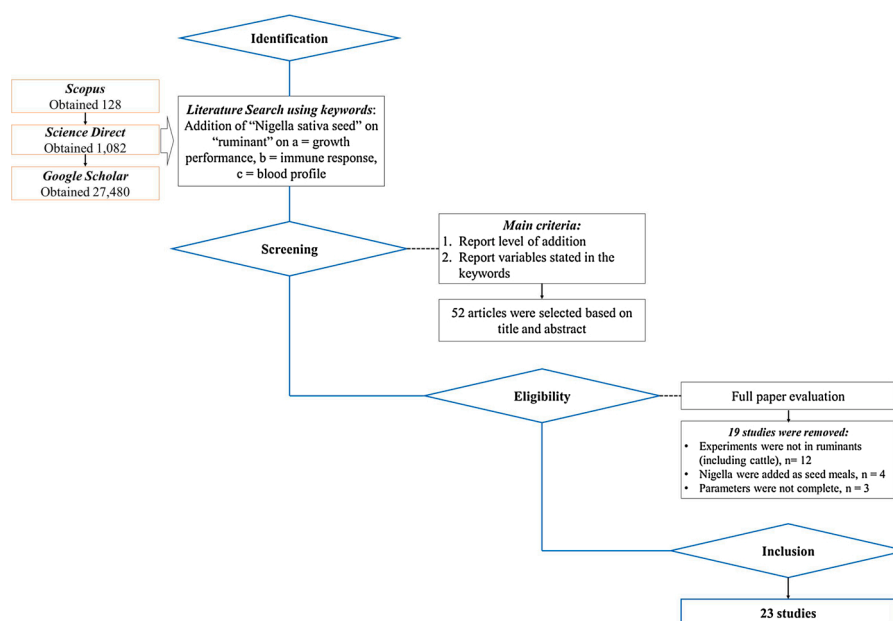 Identification
Scopus
Obtained 128
Science Direct
Obtained 1,082
Google Scholar
Obtained 27,480
Literature Search using keywords:
Addition of “Nigella sativa seed” on
“ruminant” on a = growth
performance, b = immune response,
c = blood profile
Screening
Main criteria:
1. Report level of addition
2. Report variables stated in the
keywords
52 articles were selected based on
title and abstract
Eligibility
Full paper evaluation
19 studies were removed:
• Experiments were not in ruminants
(including cattle), n= 12
• Nigella were added as seed meals, n = 4
• Parameters were not complete, n = 3
Inclusion
23 studies